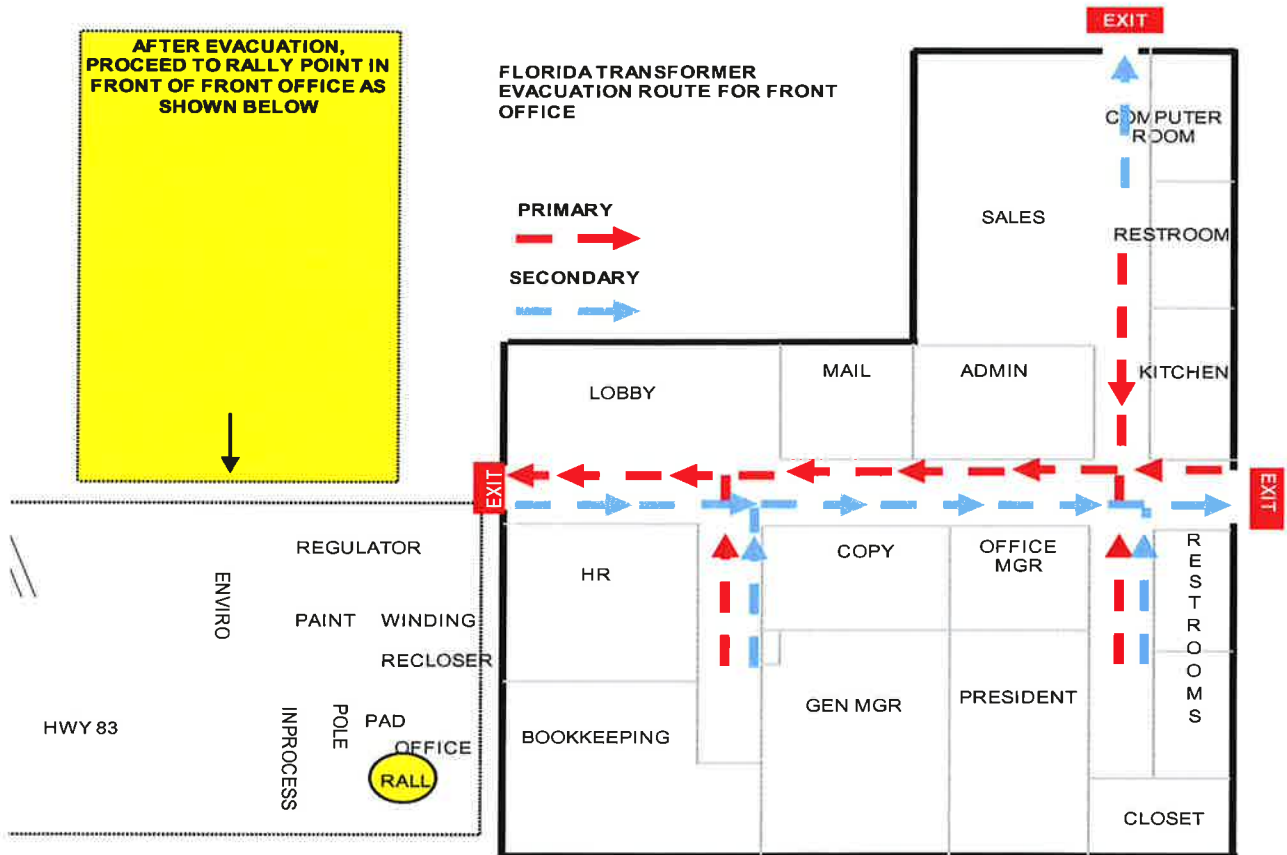 EXIT
AFTER EVACUATION,
PROCEED TO RALLY POINT IN
FRONT OF FRONT OFFICE AS
SHOWN BELOW
FLORIDA TRANSFORMER
EVACUATION ROUTE FOR FRONT
OFFICE
PRIMARY
SECONDARY
COMPUTER
ROOM
SALES
RESTROOM
LOBBY
MAIL
ADMIN
KITCHEN
EXIT
EXIT
REGULATOR
ENVIRO
PAINT
WINDING
RECLOSER
HWY 83
INPROCESS
POLE
PAD
OFFICE
RALL
HR
COPY
OFFICE
MGR
RESTROOMS
BOOKKEEPING
GEN MGR
PRESIDENT
CLOSET